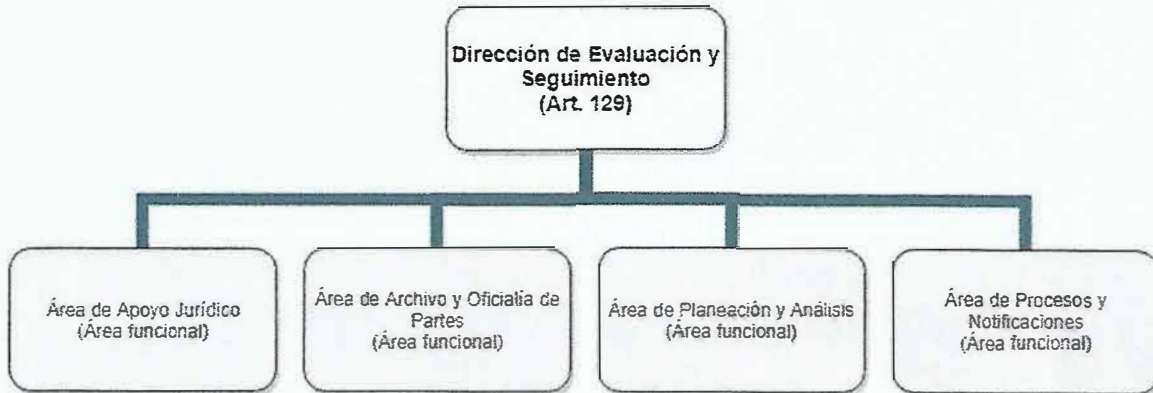 Dirección de Evaluación y
Seguimiento
(Art. 129)
Área de Apoyo Jurídico
(Área funcional)
Área de Archivo y Oficialía de
Partes
(Área funcional)
Área de Planeación y Análisis
(Área funcional)
Área de Procesos y
Notificaciones
(Área funcional)